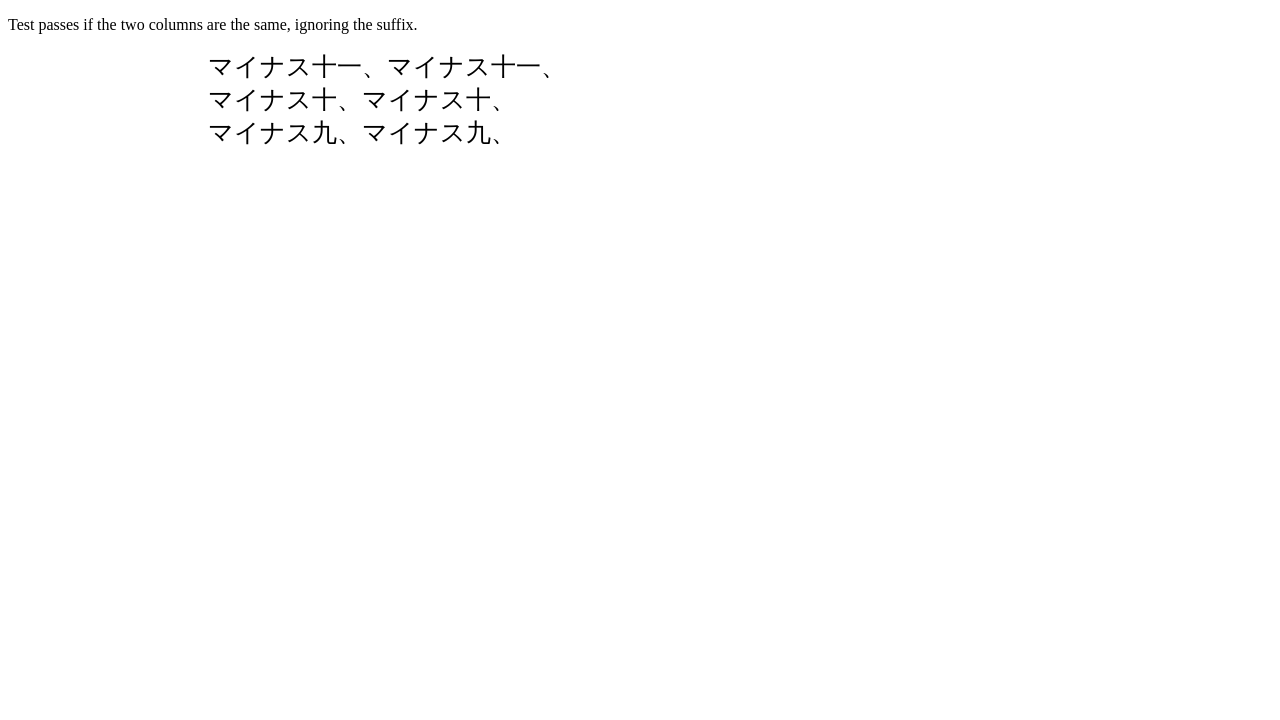 Test passes if the two columns are the same, ignoring the suffix.
マイナス十一、マイナス十一、
マイナス十、マイナス十、
マイナス九、マイナス九、